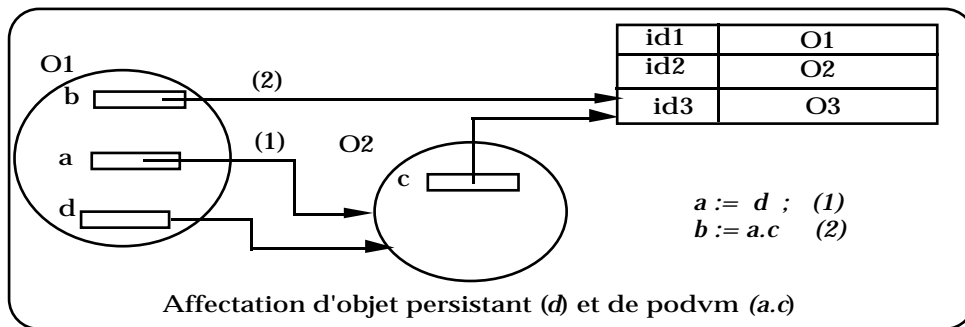 id1 O1
id2 O2
id3 O3
O1
b
(2)
a
(1)
d
O2
c
a := d ; (1)
b := a.c (2)
Affectation d'objet persistant (d) et de podvm (a.c)